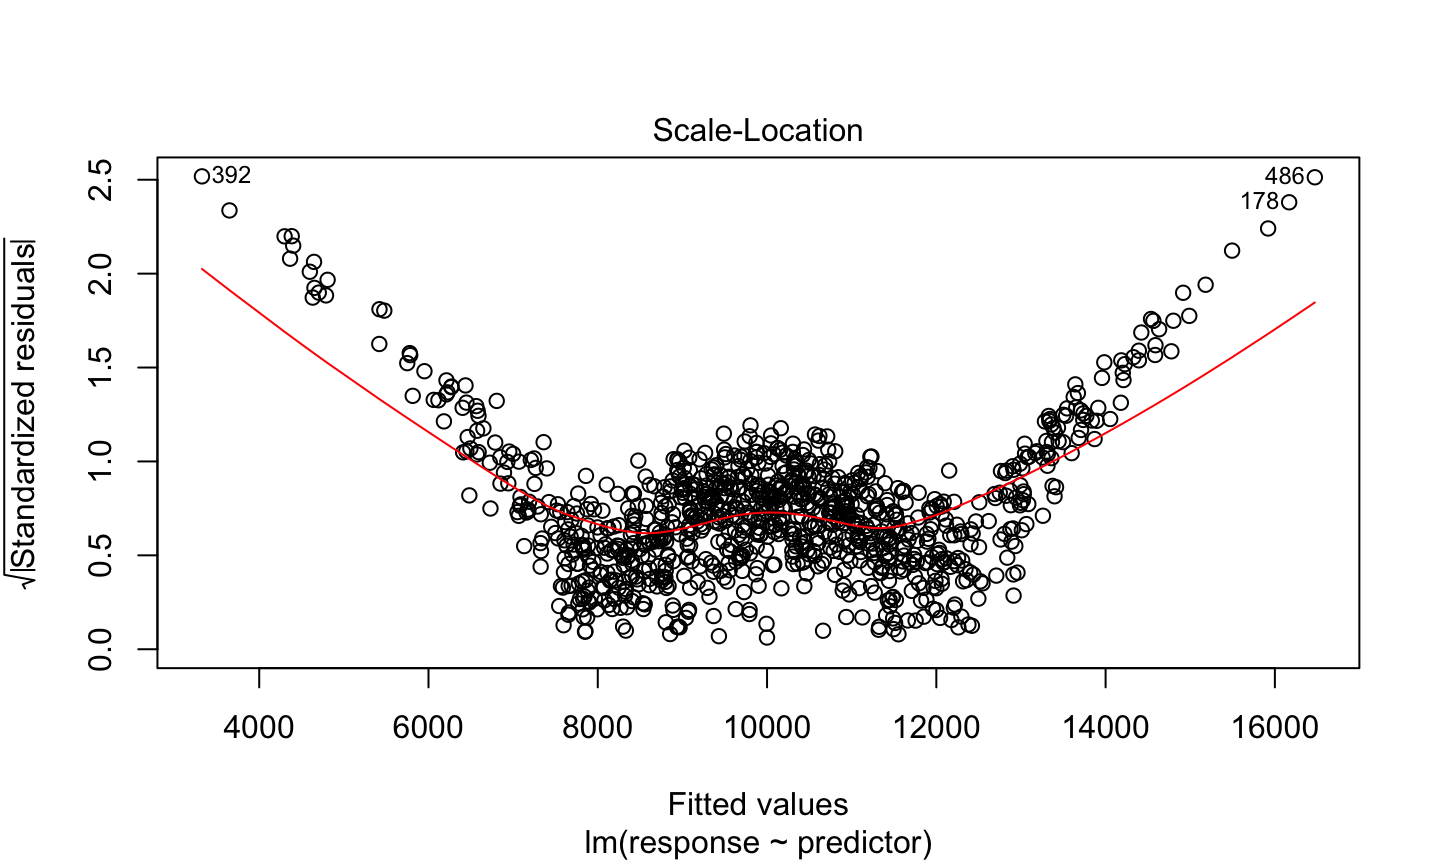 Scale-Location
√|Standardized residuals|
2.5
2.0
1.5
1.0
0.5
0.0
392
486
178
4000 6000 8000 10000 12000 14000 16000
Fitted values
lm(response ~ predictor)